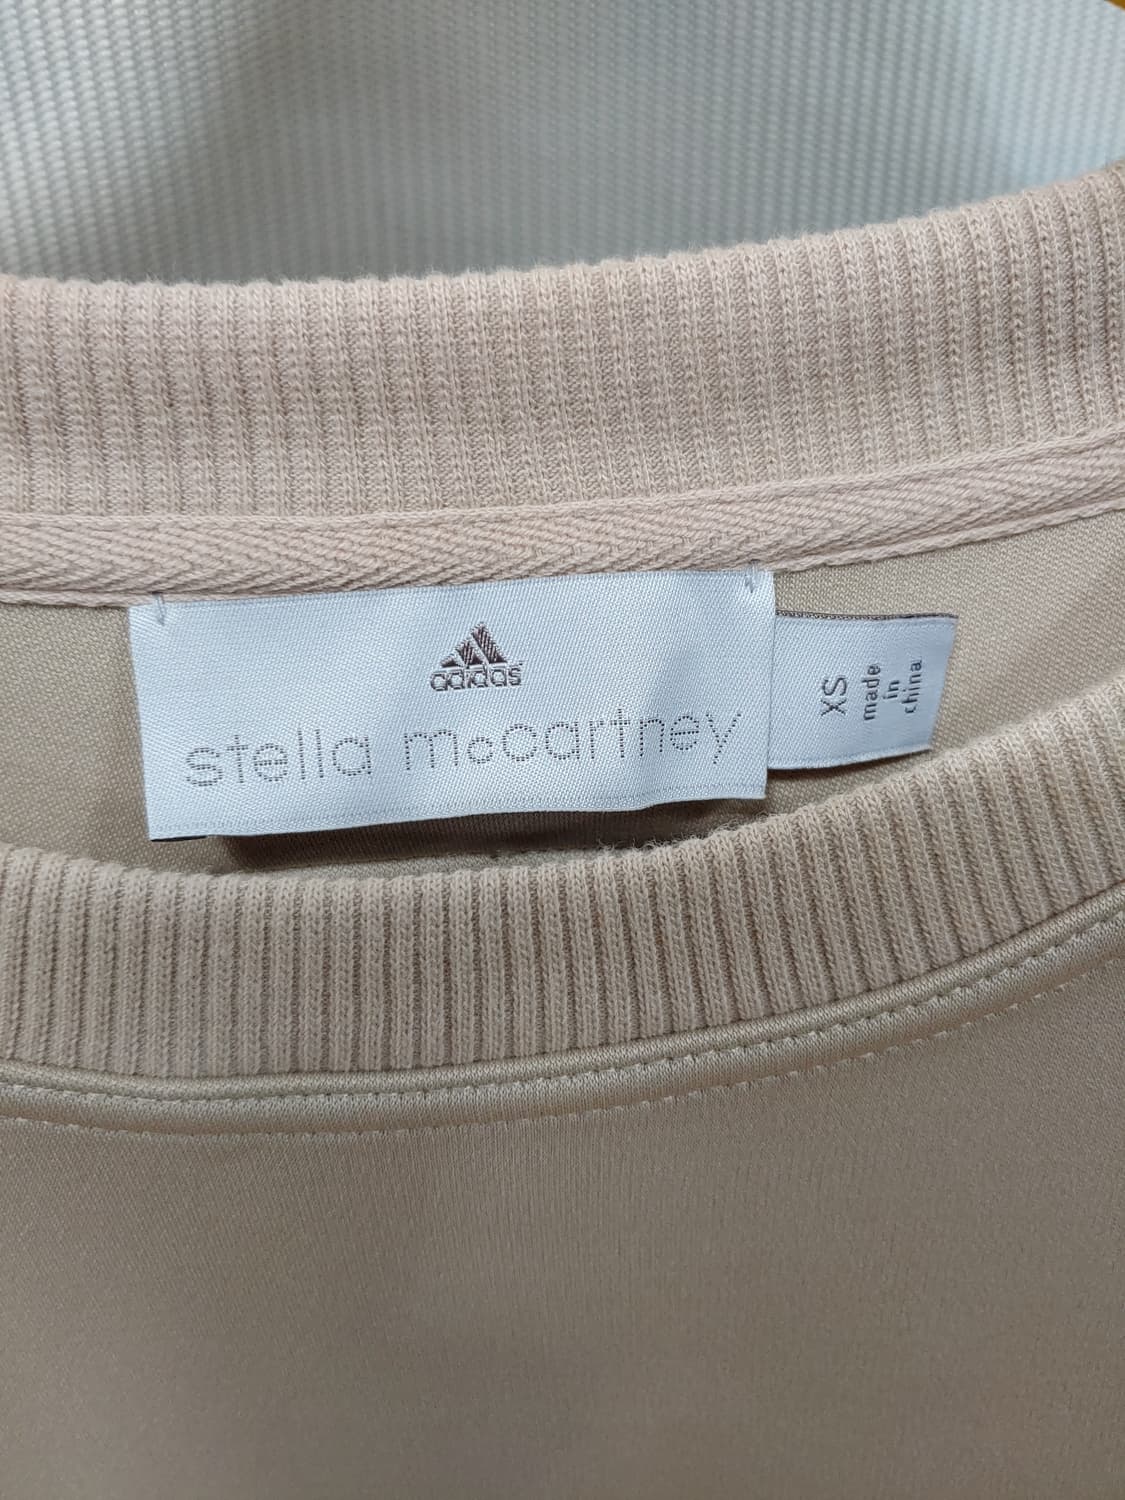 adidas
stella mccartney
XS
made
in
china